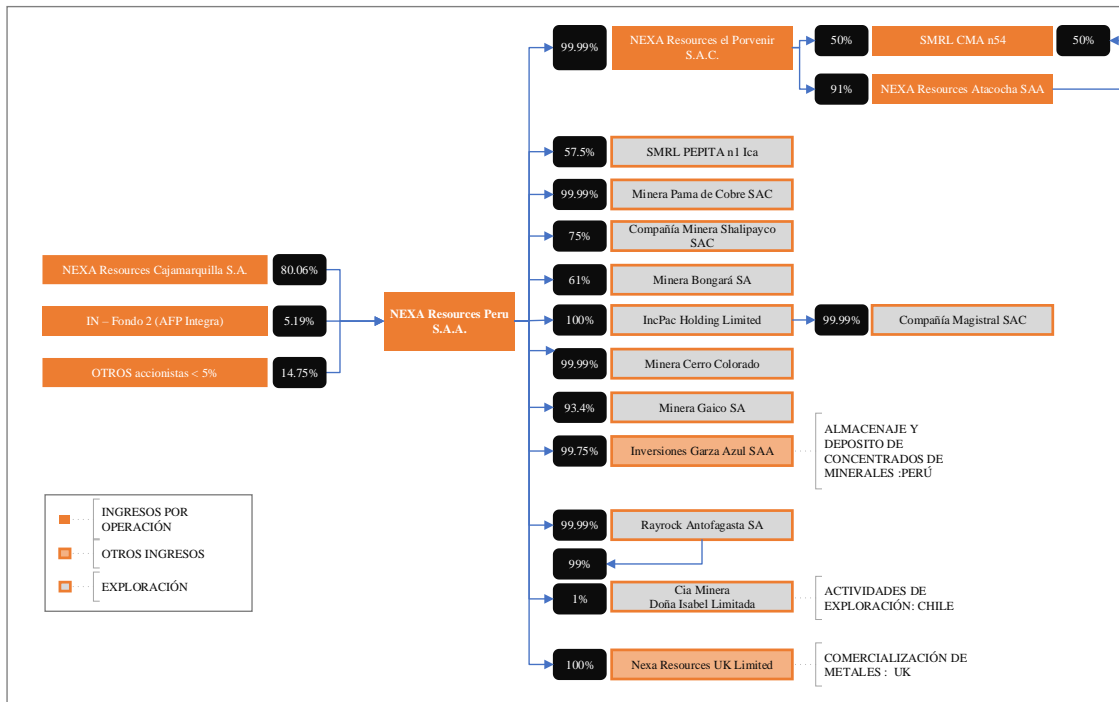 99.99%
NEXA Resources el Porvenir
S.A.C.
50%
SMRL CMA n54
50%
91%
NEXA Resources Atacocha SAA
57.5%
SMRL PEPITA n1 Ica
99.99%
Minera Pama de Cobre SAC
75%
Compañía Minera Shalipayco
SAC
61%
Minera Bongará SA
NEXA Resources Cajamarquilla S.A.
80.06%
IN – Fondo 2 (AFP Integra)
5.19%
OTROS accionistas < 5%
14.75%
NEXA Resources Peru
S.A.A.
100%
IncPac Holding Limited
99.99%
Compañía Magistral SAC
99.99%
Minera Cerro Colorado
93.4%
Minera Gaico SA
99.75%
Inversiones Garza Azul SAA
ALMACENAJE Y
DEPOSITO DE
CONCENTRADOS DE
MINERALES :PERÚ
INGRESOS POR
OPERACIÓN
OTROS INGRESOS
EXPLORACIÓN
99.99%
Rayrock Antofagasta SA
99%
1%
Cia Minera
Doña Isabel Limitada
ACTIVIDADES DE
EXPLORACIÓN: CHILE
100%
Nexa Resources UK Limited
COMERCIALIZACIÓN DE
METALES : UK